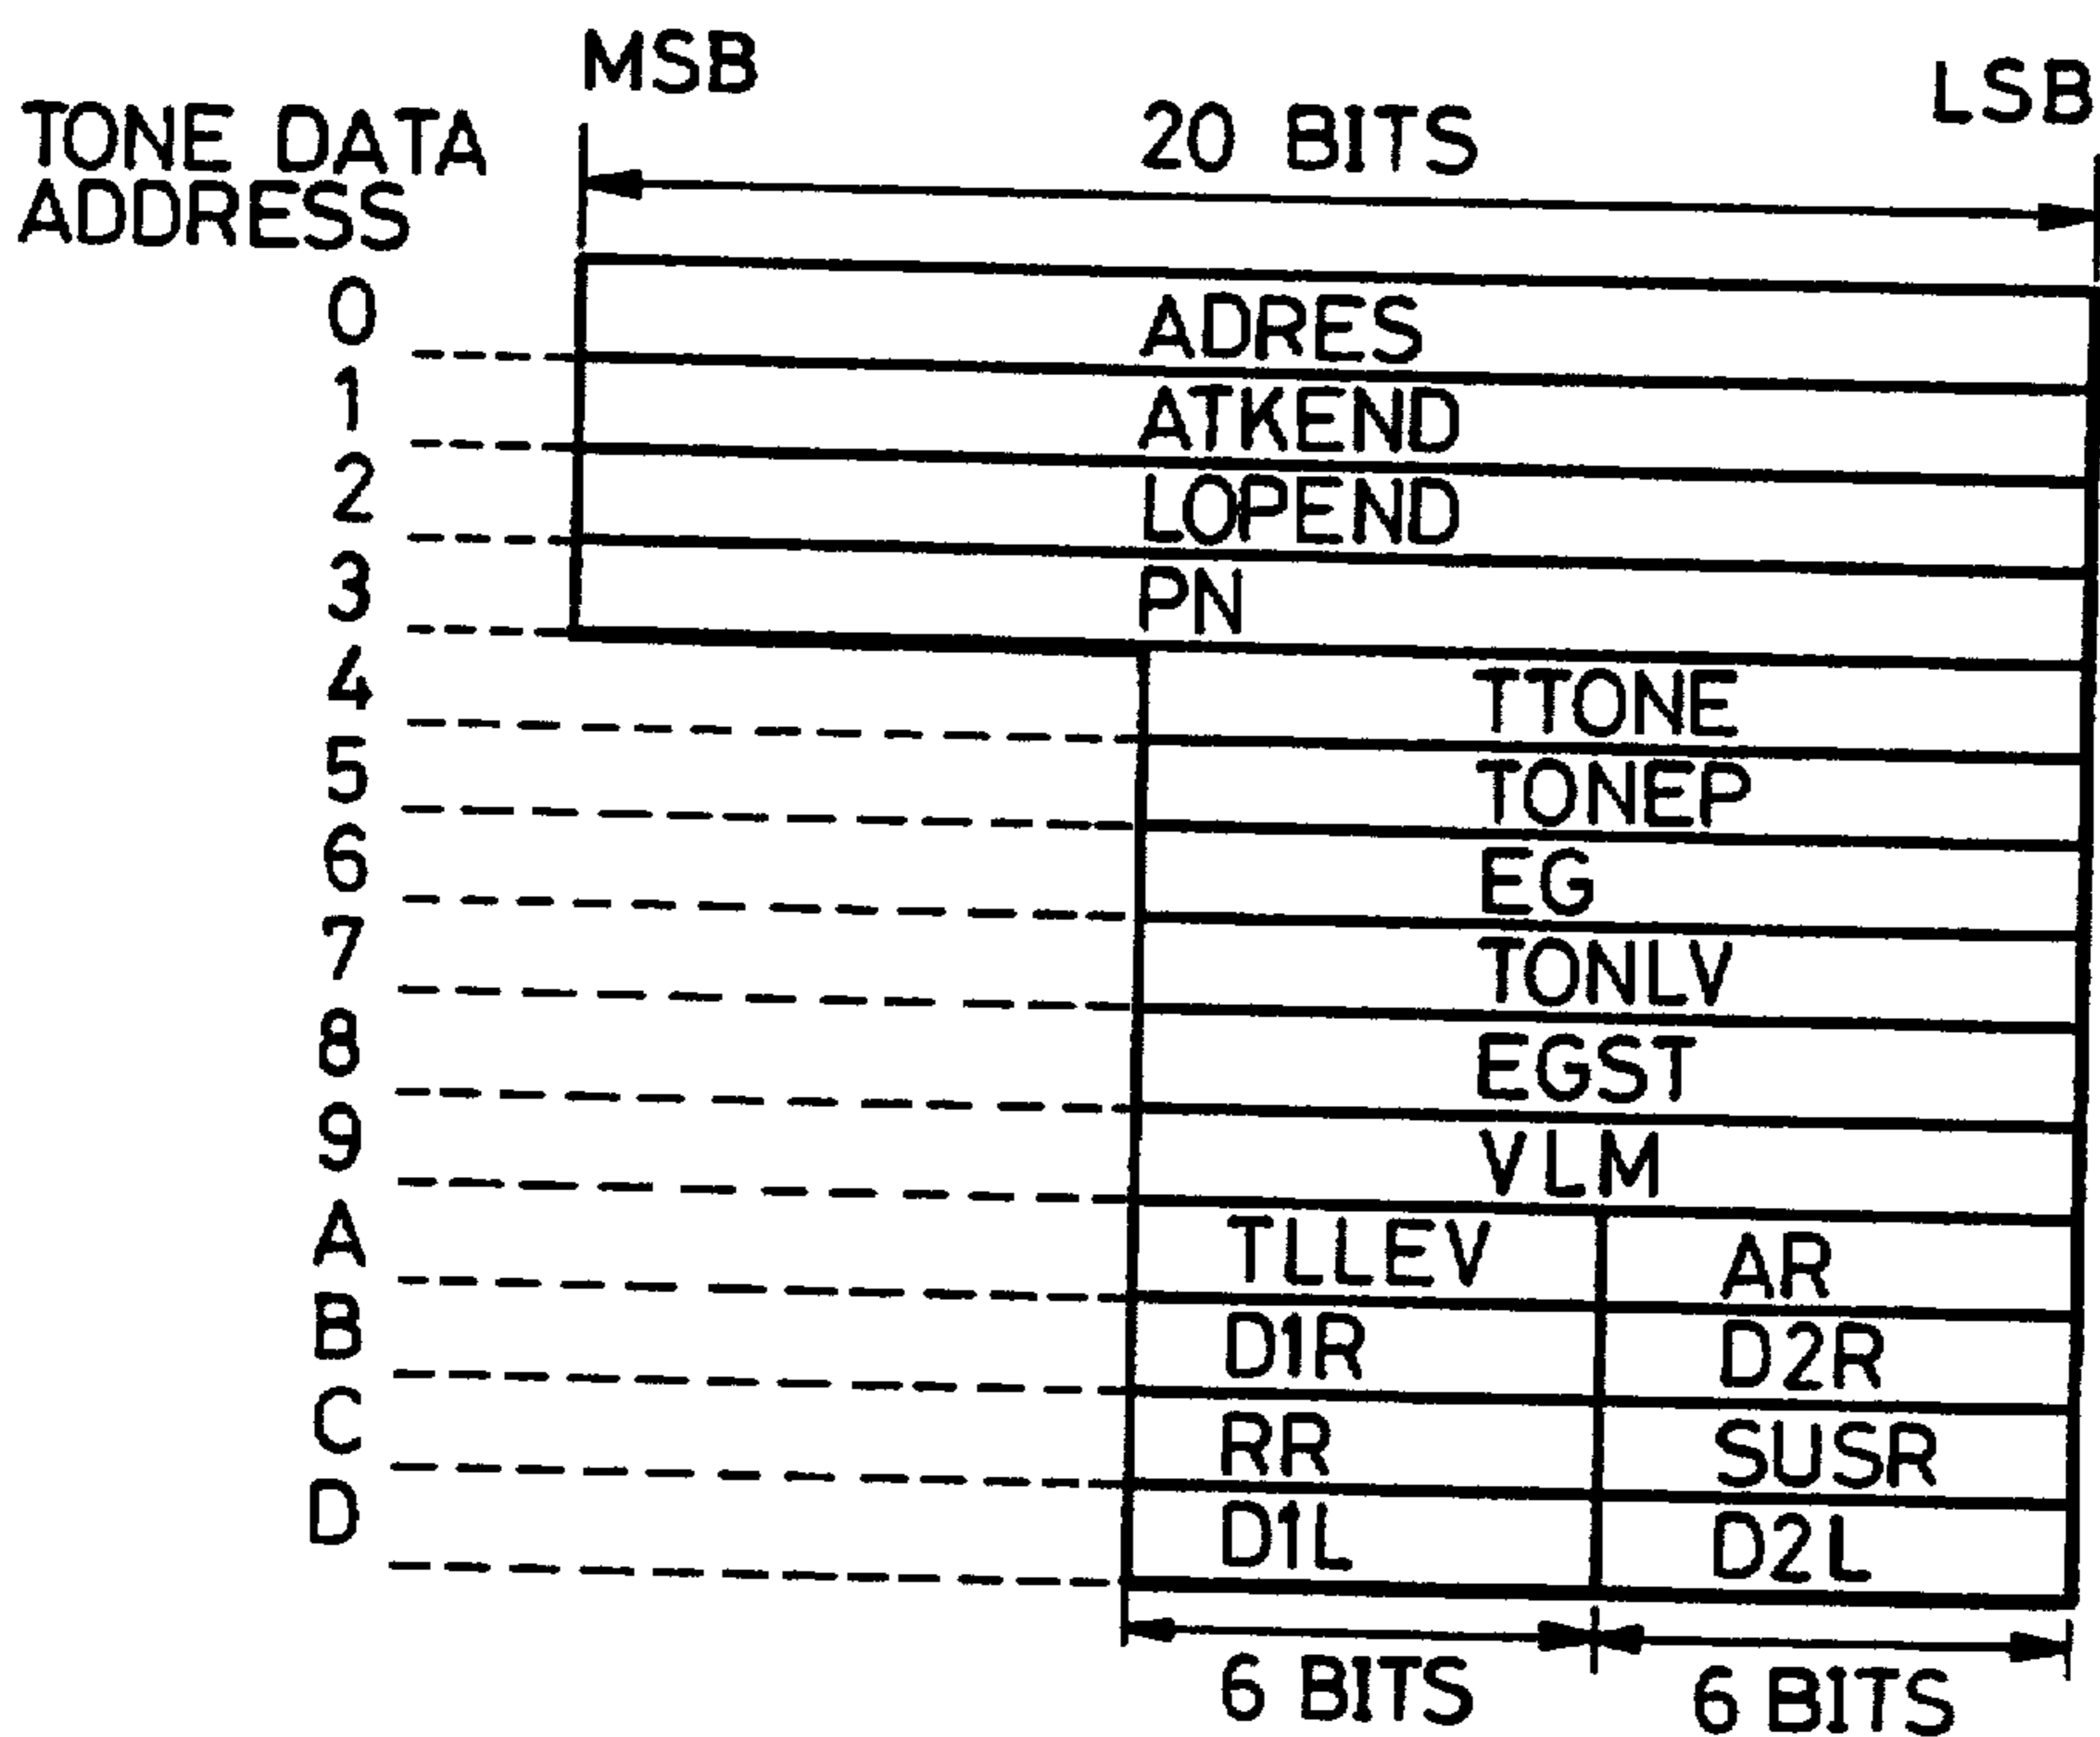 MSB
LSB
20 BITS
TONE DATA
ADDRESS
0 ADRES
1 ATKEND
2 LOPEND
3 PN
4 TTONE
5 TONEP
6 EG
7 TONLV
8 EGST
9 VLM
A TLLEV AR
B D1R D2R
C RR SUSR
D D1L D2L
6 BITS 6 BITS